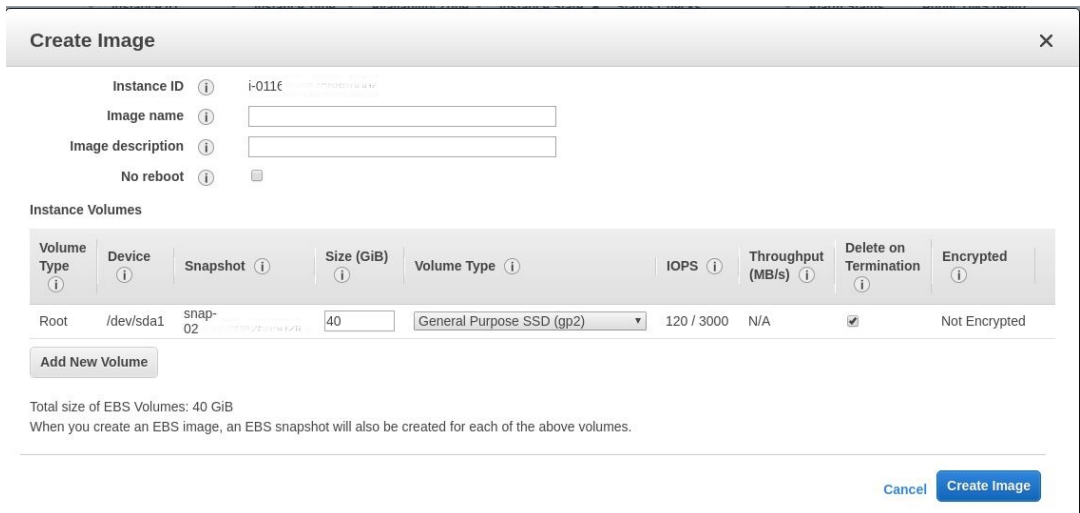 Create Image
Instance ID i-011
Image name
Image description
No reboot
Instance Volumes
Volume Type Device Snapshot Size (GiB) Volume Type IOPS Throughput (MB/s) Delete on Termination Encrypted
Root /dev/sda1 snap-02 40 General Purpose SSD (gp2) 120 / 3000 N/A Not Encrypted
Add New Volume
Total size of EBS Volumes: 40 GiB
When you create an EBS image, an EBS snapshot will also be created for each of the above volumes.
Cancel Create Image